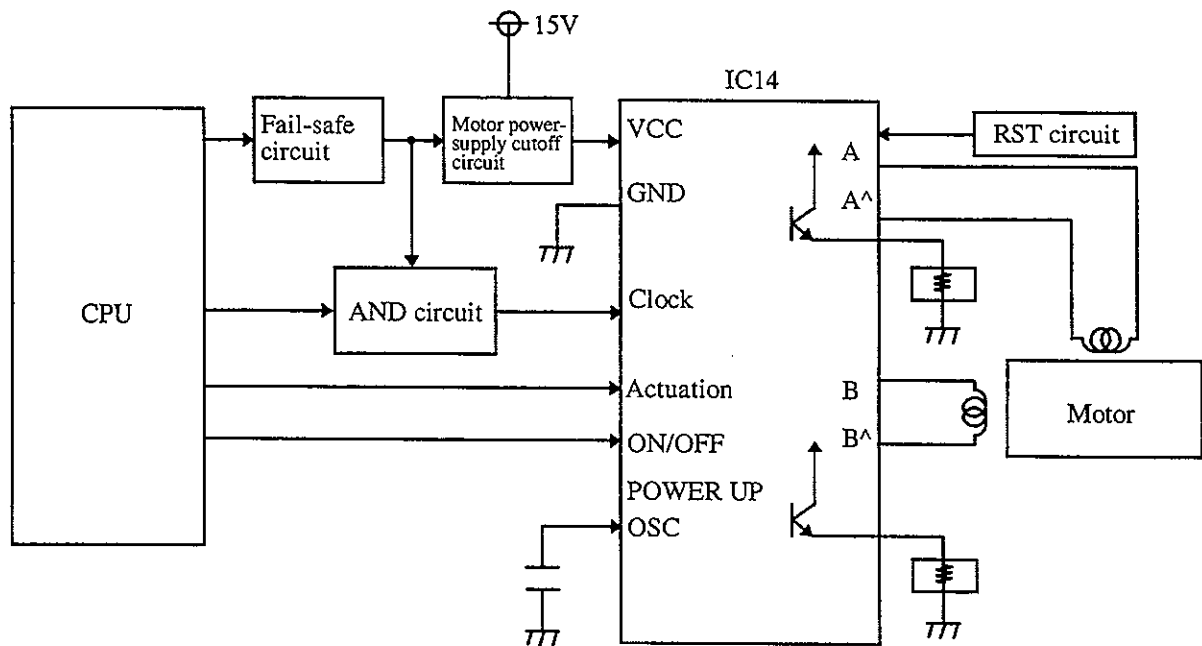 15V
IC14
CPU
Fail-safe
circuit
Motor power-
supply cutoff
circuit
AND circuit
VCC
GND
Clock
Actuation
ON/OFF
POWER UP
OSC
A
A^
B
B^
RST circuit
Motor